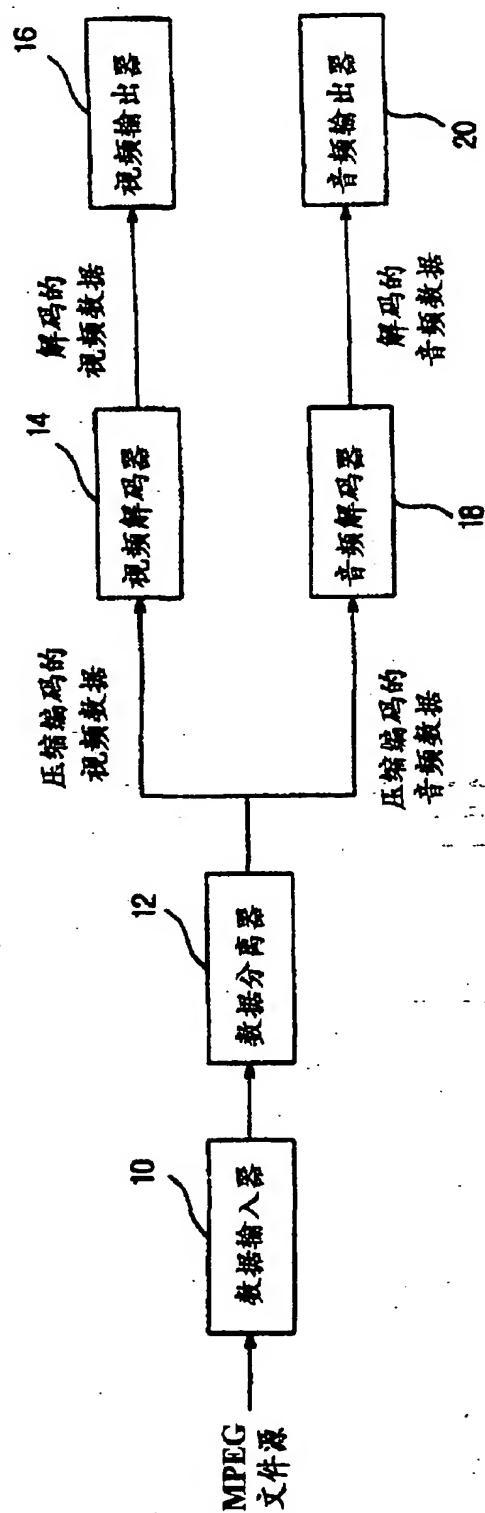 MPEG
文件源
10
数据输入器
12
数据分离器
压缩编码的
视频数据
14
视频解码器
解码的
视频数据
16
视频输出器
压缩编码的
音频数据
18
音频解码器
解码的
音频数据
20
音频输出器